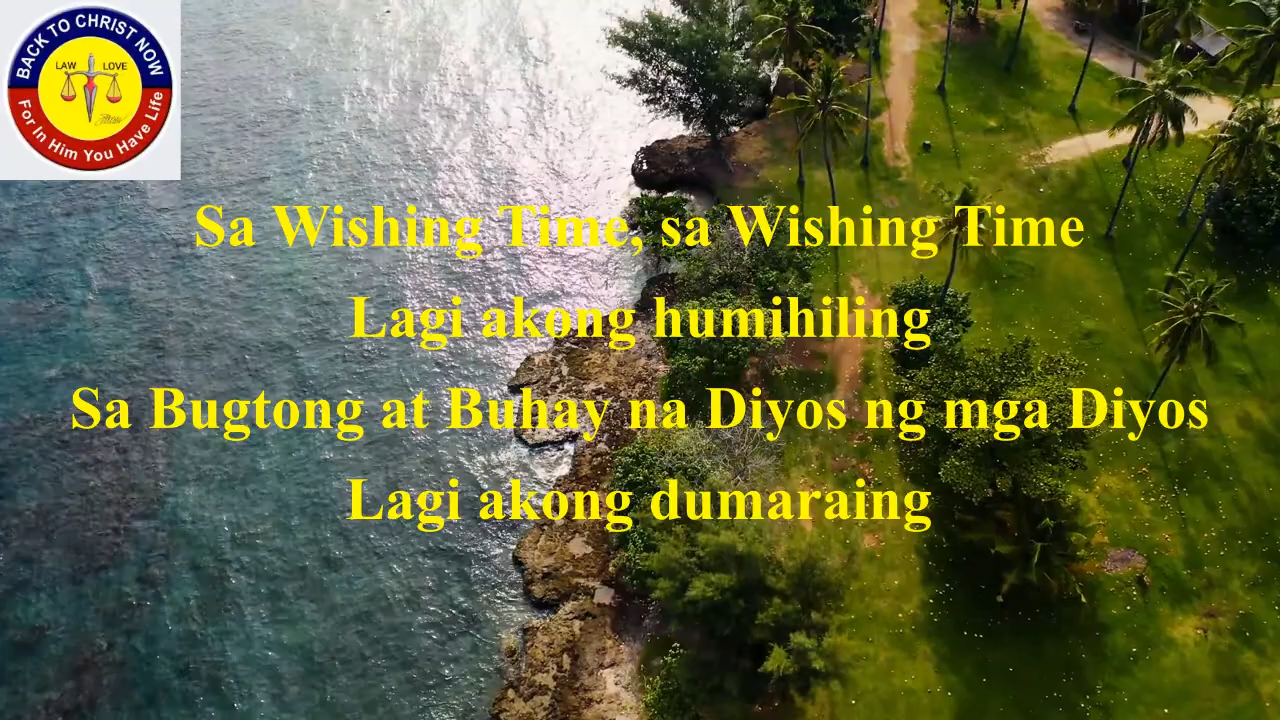 BACK TO CHRIST NOW
LAW LOVE
For In Him You Have Life
Sa Wishing Time, sa Wishing Time
Lagi akong humihiling
Sa Bugtong at Buhay na Diyos ng mga Diyos
Lagi akong dumaraing